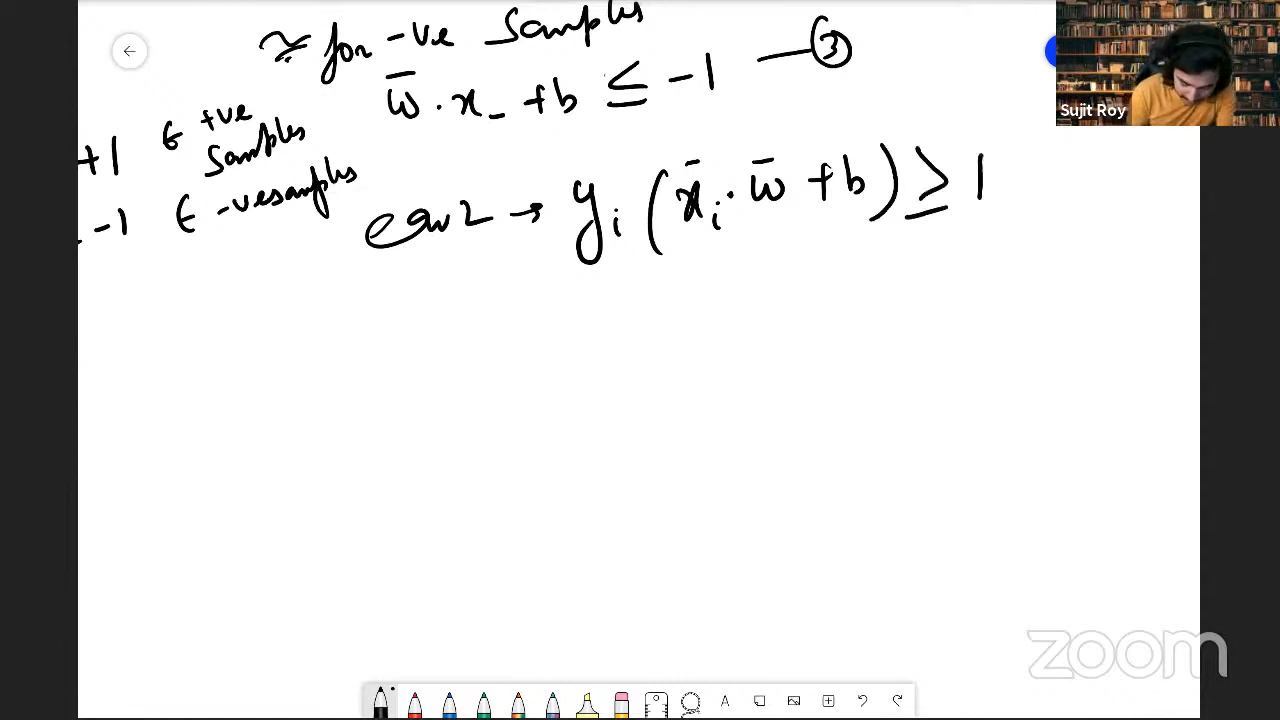 ≅ for -ve Samples
w̅ . x₋ + b ≤ -1 — ③
+1 ∈ +ve Samples
-1 ∈ -ve samples
eqn 2 → yᵢ ( x̅ᵢ . w̅ + b ) ≥ 1
Sujit Roy
zoom
A